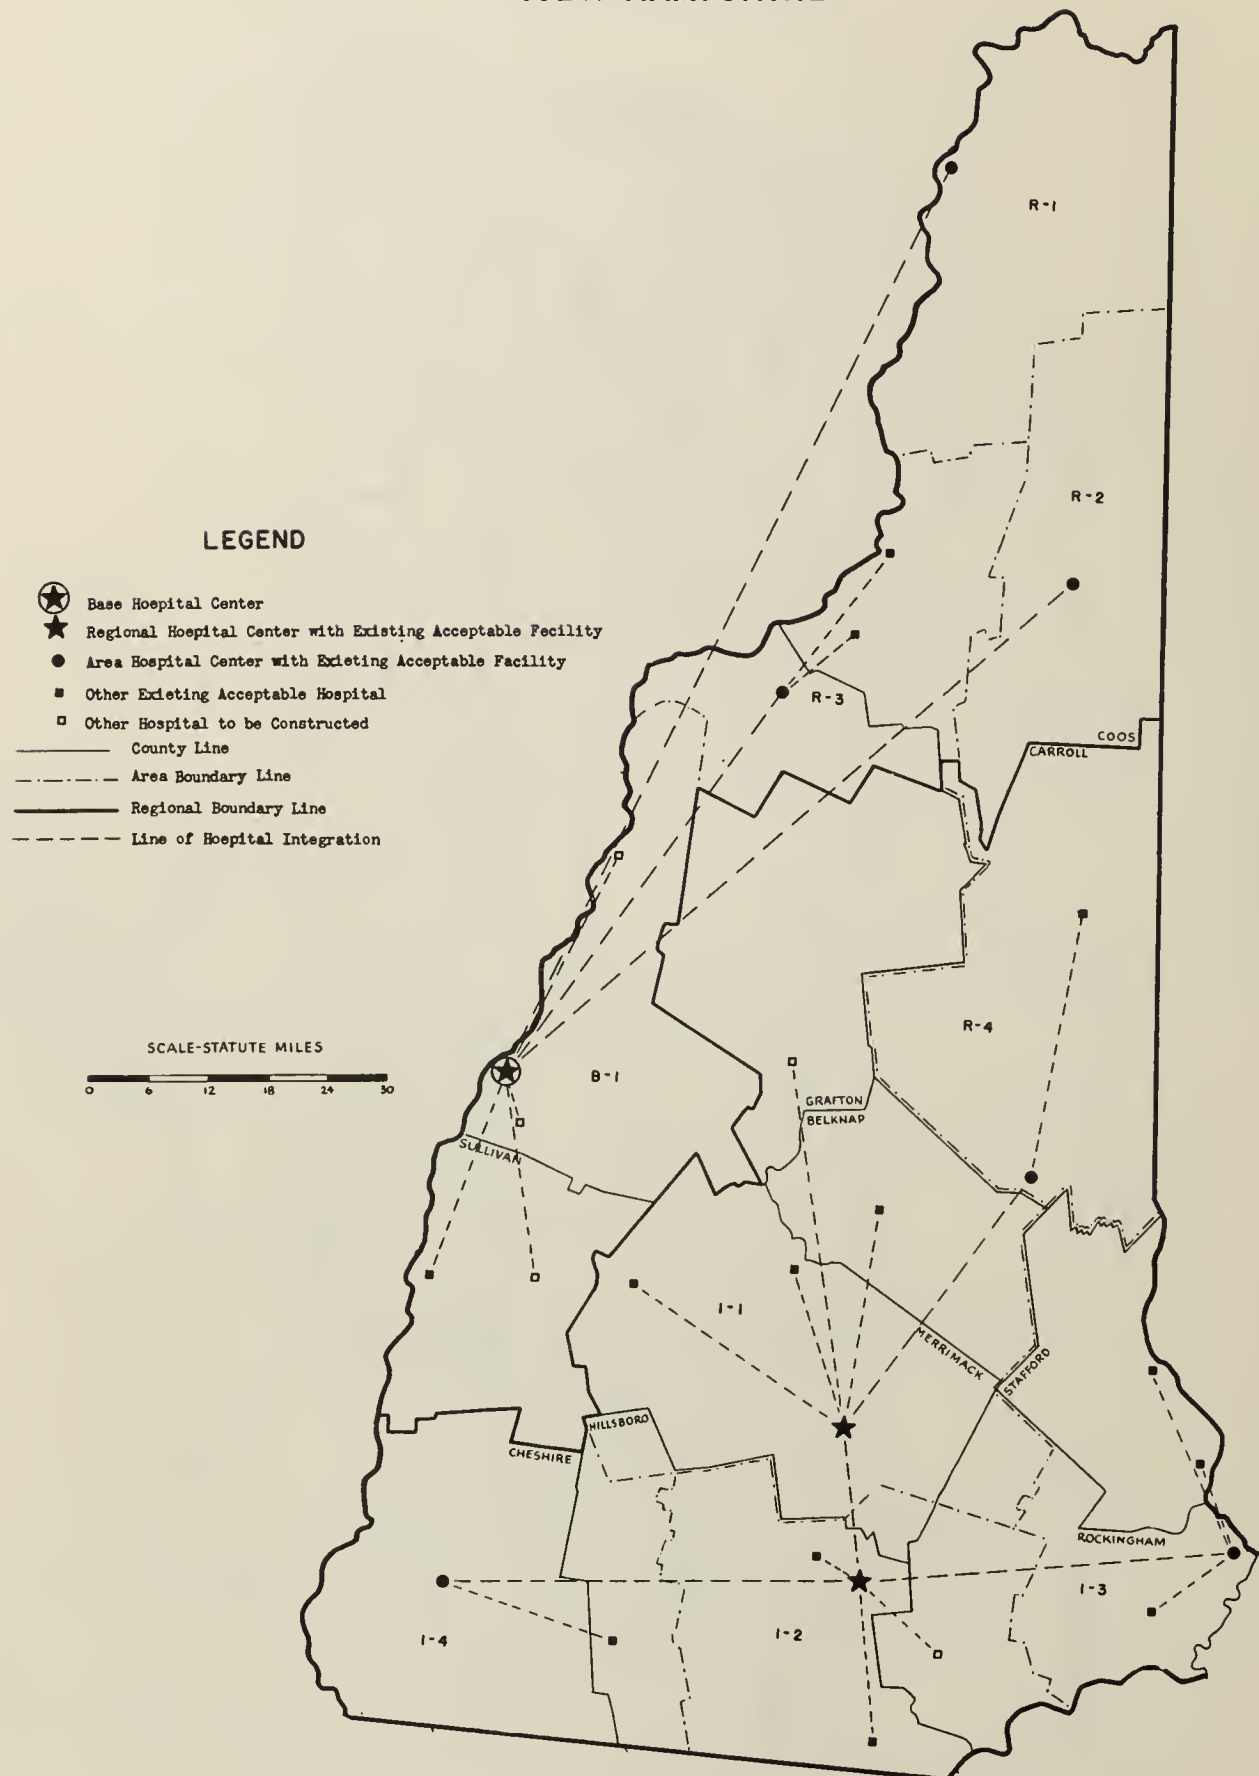 LEGEND
Base Hoepital Center
Regional Hoepital Center with Existing Acceptable Fecility
Area Hoepital Center with Existing Acceptable Facility
Other Existing Acceptable Hospital
Other Hospital to be Constructed
County Line
Area Boundary Line
Regional Boundary Line
Line of Hoepital Integration
SCALE-STATUTE MILES
0 6 12 18 24 30
R-1
R-2
R-3
COOS
CARROLL
R-4
B-1
GRAFTON
BELKNAP
SULLIVAN
I-1
MERRIMACK
STAFFORD
HILLSBORO
CHESHIRE
ROCKINGHAM
I-3
I-2
I-4